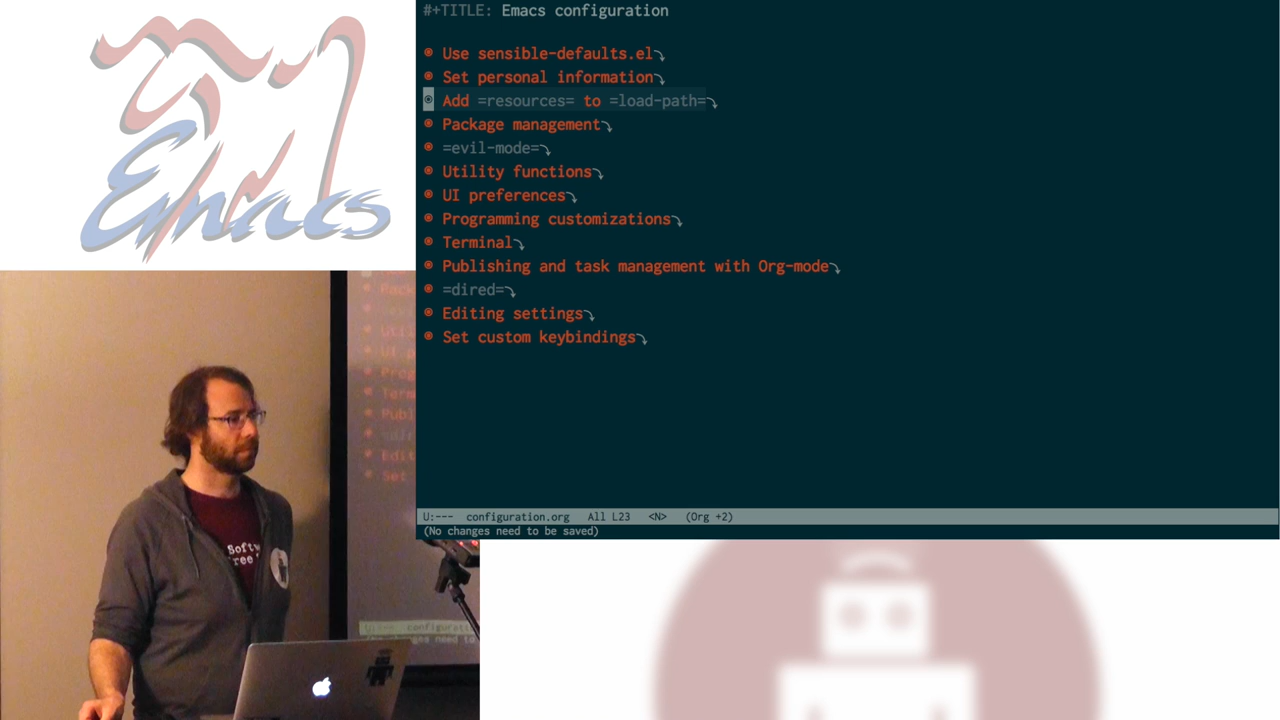 Emacs
#+TITLE: Emacs configuration
Use sensible-defaults.el
Set personal information
Add =resources= to =load-path=
Package management
=evil-mode=
Utility functions
UI preferences
Programming customizations
Terminal
Publishing and task management with Org-mode
=dired=
Editing settings
Set custom keybindings
U:--- configuration.org All L23 <N> (Org +2)
(No changes need to be saved)